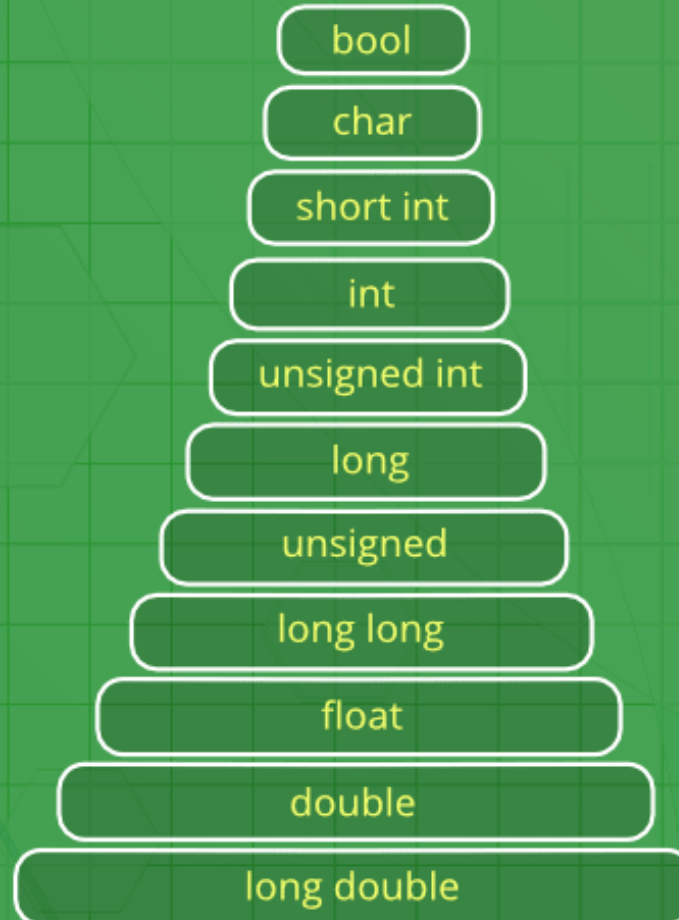 bool
char
short int
int
unsigned int
long
unsigned
long long
float
double
long double